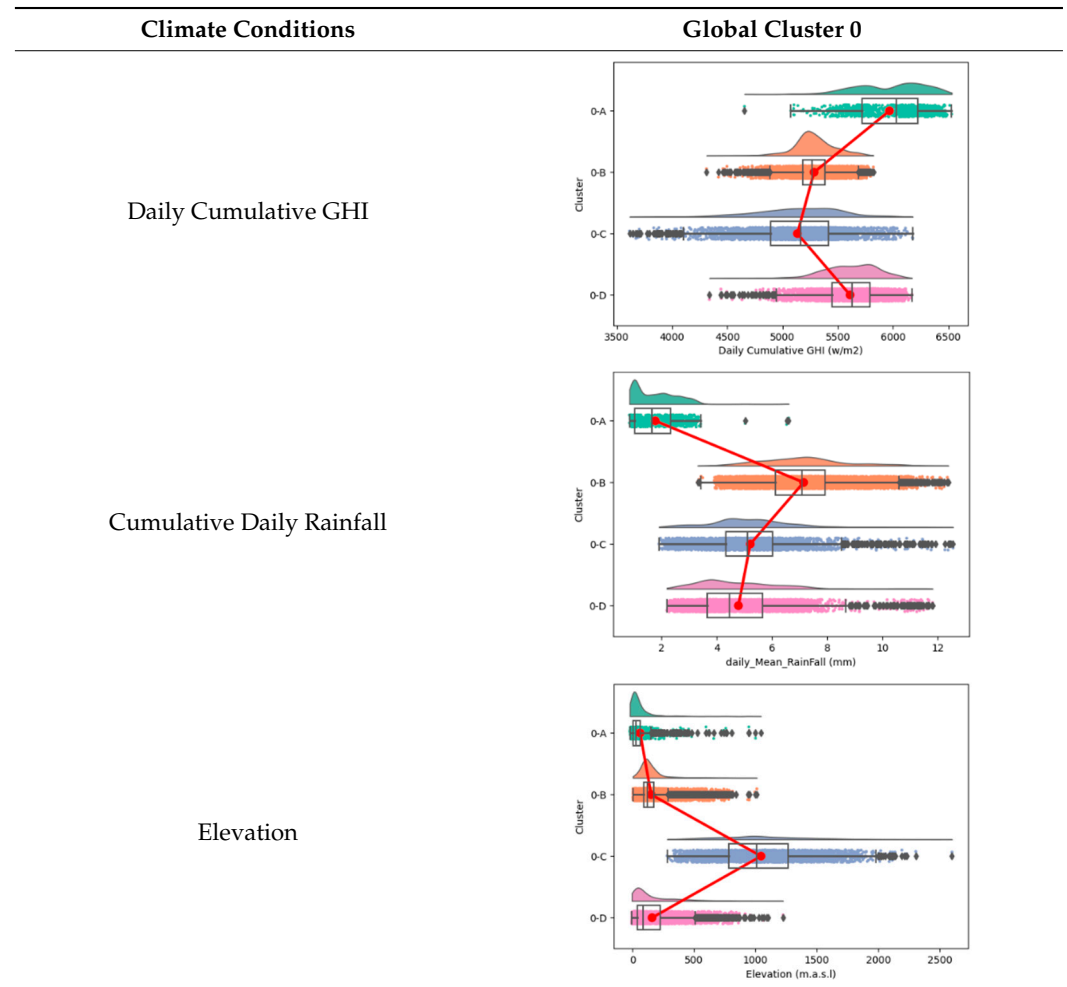 Climate Conditions
Global Cluster 0
Daily Cumulative GHI
Cluster
0-A
0-B
0-C
0-D
3500 4000 4500 5000 5500 6000 6500
Daily Cumulative GHI (w/m2)
Cumulative Daily Rainfall
Cluster
0-A
0-B
0-C
0-D
2 4 6 8 10 12
daily_Mean_RainFall (mm)
Elevation
Cluster
0-A
0-B
0-C
0-D
0 500 1000 1500 2000 2500
Elevation (m.a.s.l)